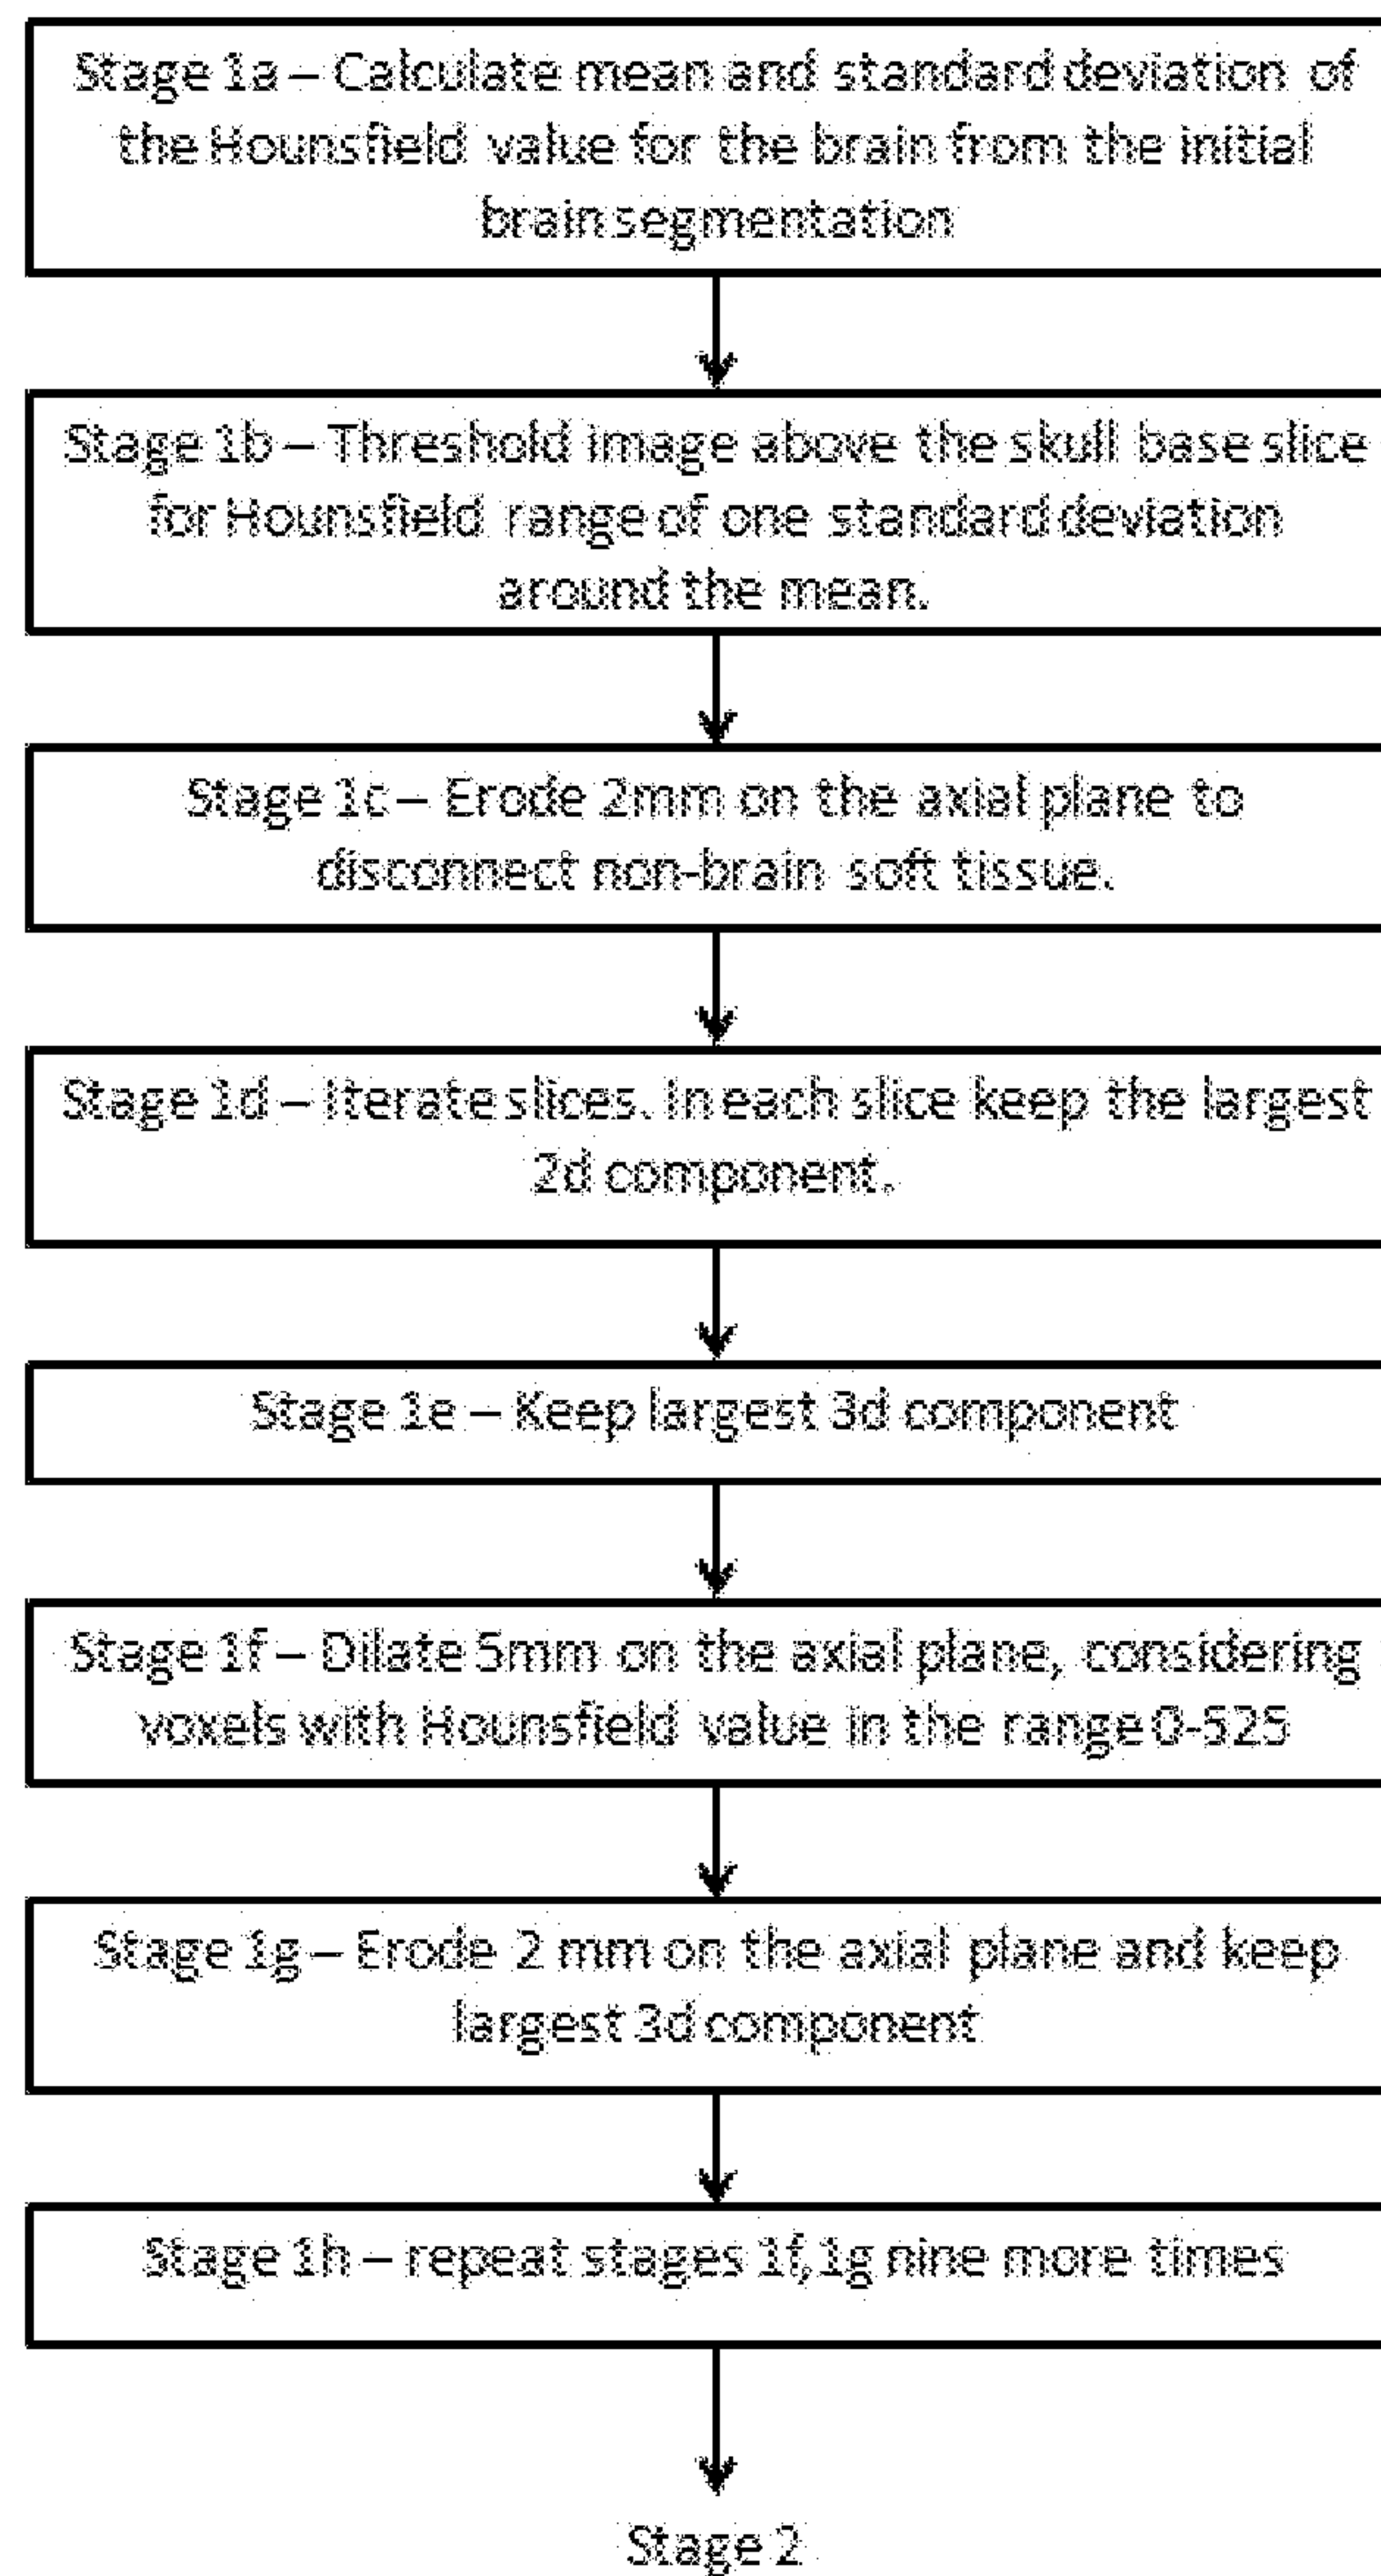 Stage 1a – Calculate mean and standard deviation of
the Hounsfield value for the brain from the initial
brain segmentation
Stage 1b – Threshold image above the skull base slice
for Hounsfield range of one standard deviation
around the mean.
Stage 1c – Erode 2mm on the axial plane to
disconnect non-brain soft tissue.
Stage 1d – Iterate slices. In each slice keep the largest
2d component.
Stage 1e – Keep largest 3d component
Stage 1f – Dilate 5mm on the axial plane, considering
voxels with Hounsfield value in the range 0-525
Stage 1g – Erode 2 mm on the axial plane and keep
largest 3d component
Stage 1h – repeat stages 1f,1g nine more times
Stage 2